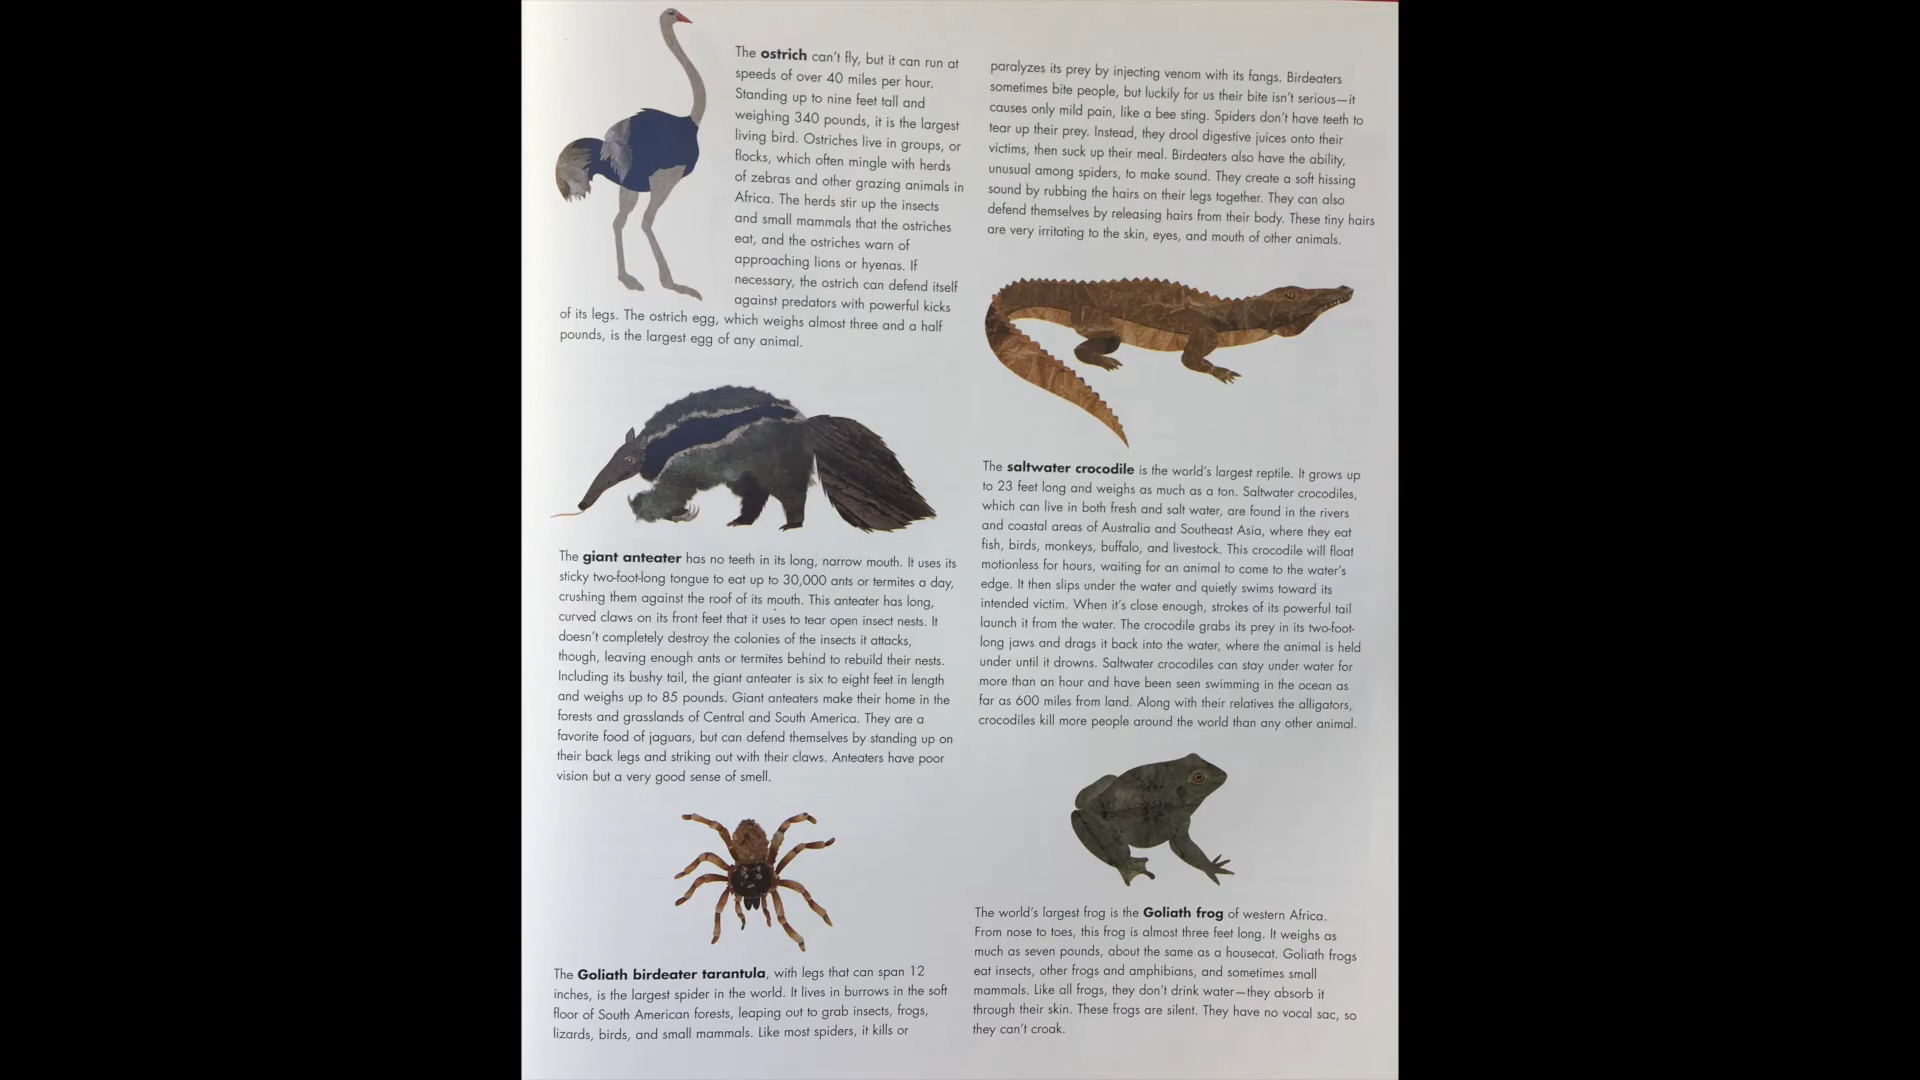 The ostrich can't fly, but it can run at
speeds of over 40 miles per hour.
Standing up to nine feet tall and
weighing 340 pounds, it is the largest
living bird. Ostriches live in groups, or
flocks, which often mingle with herds
of zebras and other grazing animals in
Africa. The herds stir up the insects
and small mammals that the ostriches
eat, and the ostriches warn of
approaching lions or hyenas. If
necessary, the ostrich can defend itself
against predators with powerful kicks
of its legs. The ostrich egg, which weighs almost three and a half
pounds, is the largest egg of any animal.
The giant anteater has no teeth in its long, narrow mouth. It uses its
sticky two-foot-long tongue to eat up to 30,000 ants or termites a day,
crushing them against the roof of its mouth. This anteater has long,
curved claws on its front feet that it uses to tear open insect nests. It
doesn't completely destroy the colonies of the insects it attacks,
though, leaving enough ants or termites behind to rebuild their nests.
Including its bushy tail, the giant anteater is six to eight feet in length
and weighs up to 85 pounds. Giant anteaters make their home in the
forests and grasslands of Central and South America. They are a
favorite food of jaguars, but can defend themselves by standing up on
their back legs and striking out with their claws. Anteaters have poor
vision but a very good sense of smell.
The Goliath birdeater tarantula, with legs that can span 12
inches, is the largest spider in the world. It lives in burrows in the soft
floor of South American forests, leaping out to grab insects, frogs,
lizards, birds, and small mammals. Like most spiders, it kills or
paralyzes its prey by injecting venom with its fangs. Birdeaters
sometimes bite people, but luckily for us their bite isn't serious—it
causes only mild pain, like a bee sting. Spiders don't have teeth to
tear up their prey. Instead, they drool digestive juices onto their
victims, then suck up their meal. Birdeaters also have the ability,
unusual among spiders, to make sound. They create a soft hissing
sound by rubbing the hairs on their legs together. They can also
defend themselves by releasing hairs from their body. These tiny hairs
are very irritating to the skin, eyes, and mouth of other animals.
The saltwater crocodile is the world's largest reptile. It grows up
to 23 feet long and weighs as much as a ton. Saltwater crocodiles,
which can live in both fresh and salt water, are found in the rivers
and coastal areas of Australia and Southeast Asia, where they eat
fish, birds, monkeys, buffalo, and livestock. This crocodile will float
motionless for hours, waiting for an animal to come to the water's
edge. It then slips under the water and quietly swims toward its
intended victim. When it's close enough, strokes of its powerful tail
launch it from the water. The crocodile grabs its prey in its two-foot-
long jaws and drags it back into the water, where the animal is held
under until it drowns. Saltwater crocodiles can stay under water for
more than an hour and have been seen swimming in the ocean as
far as 600 miles from land. Along with their relatives the alligators,
crocodiles kill more people around the world than any other animal.
The world's largest frog is the Goliath frog of western Africa.
From nose to toes, this frog is almost three feet long. It weighs as
much as seven pounds, about the same as a housecat. Goliath frogs
eat insects, other frogs and amphibians, and sometimes small
mammals. Like all frogs, they don't drink water—they absorb it
through their skin. These frogs are silent. They have no vocal sac, so
they can't croak.